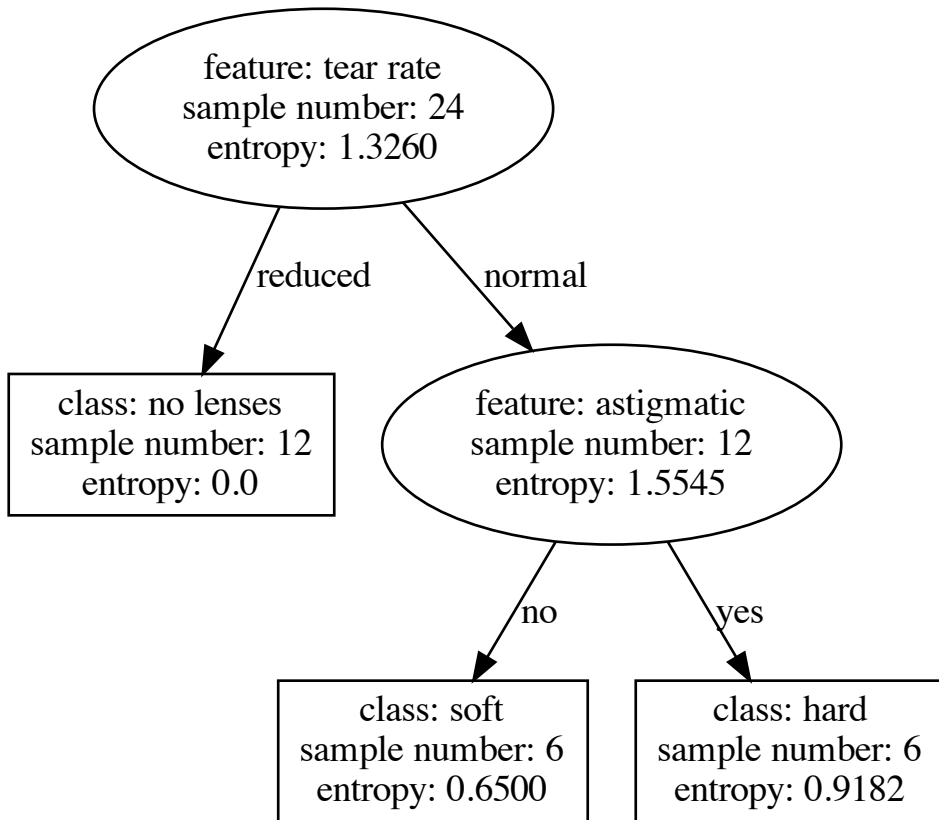 feature: tear rate
sample number: 24
entropy: 1.3260
reduced
normal
class: no lenses
sample number: 12
entropy: 0.0
feature: astigmatic
sample number: 12
entropy: 1.5545
no
yes
class: soft
sample number: 6
entropy: 0.6500
class: hard
sample number: 6
entropy: 0.9182